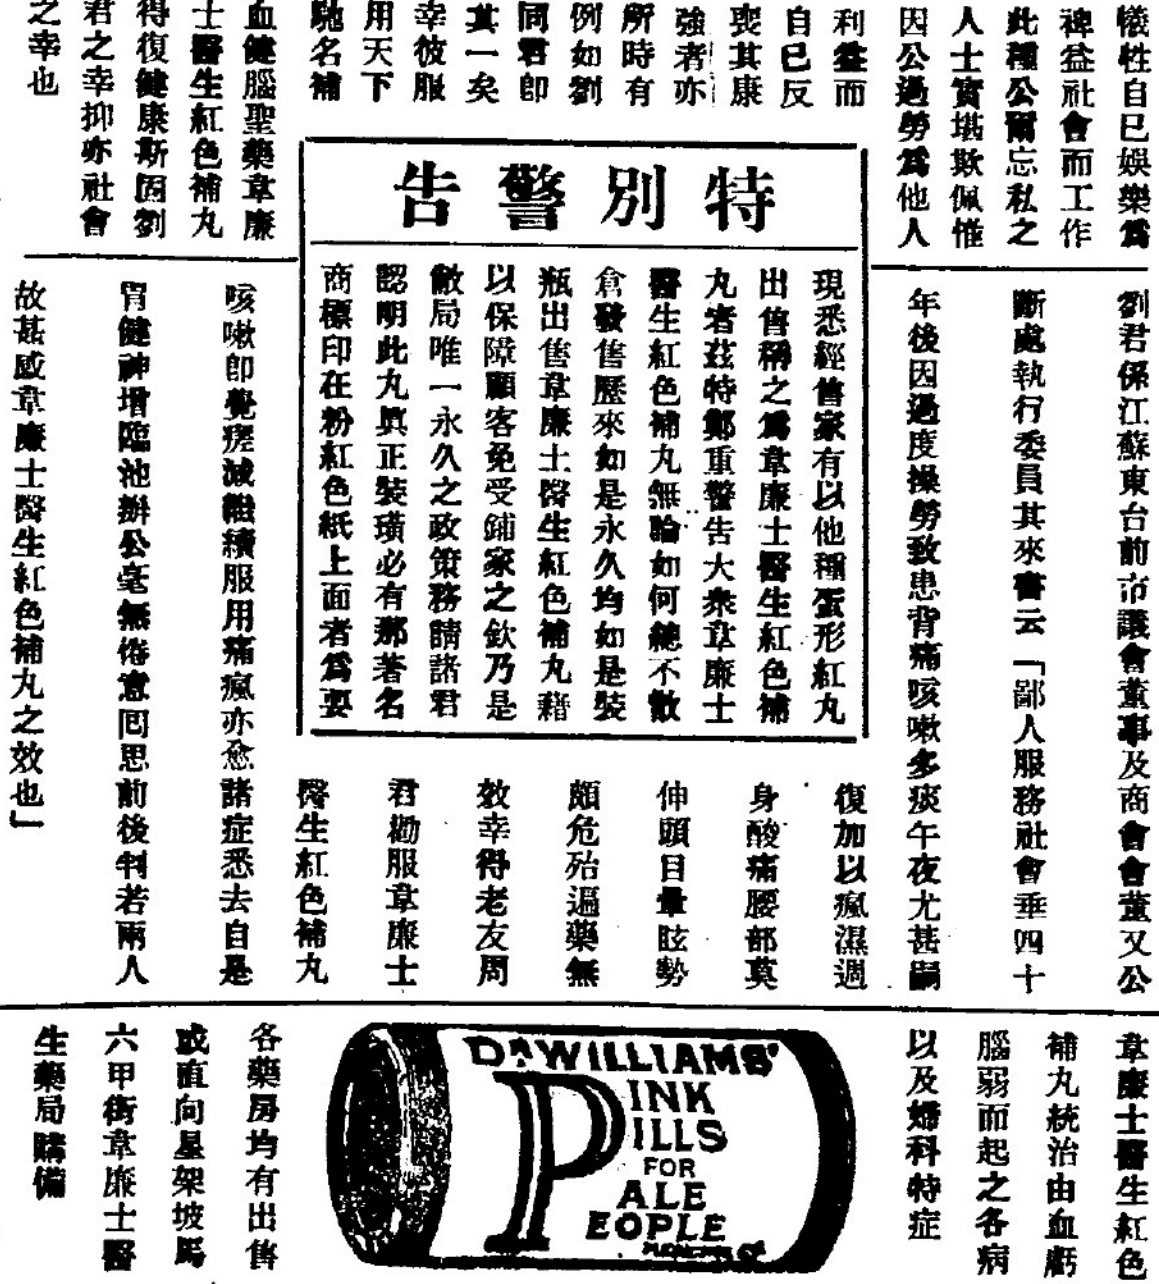 犧牲自已娛樂爲
裨益社會而工作
此種公爾忘私之
人士實堪欽佩惟
因公過勞爲他人
利益而
自已反
喪其康
強者亦
所時有
例如劉
同君卽
其一矣
幸彼服
用天下
馳名補
血健腦聖藥韋廉
士醫生紅色補丸
得復健康斯固劉
君之幸抑亦社會
之幸也
特別警告
現悉經售家有以他種蛋形紅丸
出售稱之爲韋廉士醫生紅色補
丸者茲特鄭重警告大衆韋廉士
醫生紅色補丸無論如何總不散
倉發售歷來如是永久均如是裝
瓶出售韋廉士醫生紅色補丸藉
以保障顧客免受鋪家之欺乃是
敝局唯一永久之政策務請諸君
認明此丸眞正裝璜必有那著名
商標印在粉紅色紙上面者爲要
劉君係江蘇東台前市議會董事及商會會董又公
斷處執行委員其來書云「鄙人服務社會垂四十
年後因過度操勞致患背痛咳嗽多痰午夜尤甚嗣
復加以瘋濕週
身酸痛腰部莫
伸頭目暈眩勢
頗危殆遍藥無
效幸得老友周
君勸服韋廉士
醫生紅色補丸
咳嗽卽覺痊減繼續服用痛瘋亦愈諸症悉去自是
胃健神增臨池辦公毫無倦意回思前後判若兩人
故甚感韋廉士醫生紅色補丸之效也」
韋廉士醫生紅色
補丸統治由血虧
腦弱而起之各病
以及婦科特症
DR WILLIAMS'
PINK
PILLS
FOR
PALE
PEOPLE
各藥房均有出售
或直向星架坡馬
六甲街韋廉士醫
生藥局購備